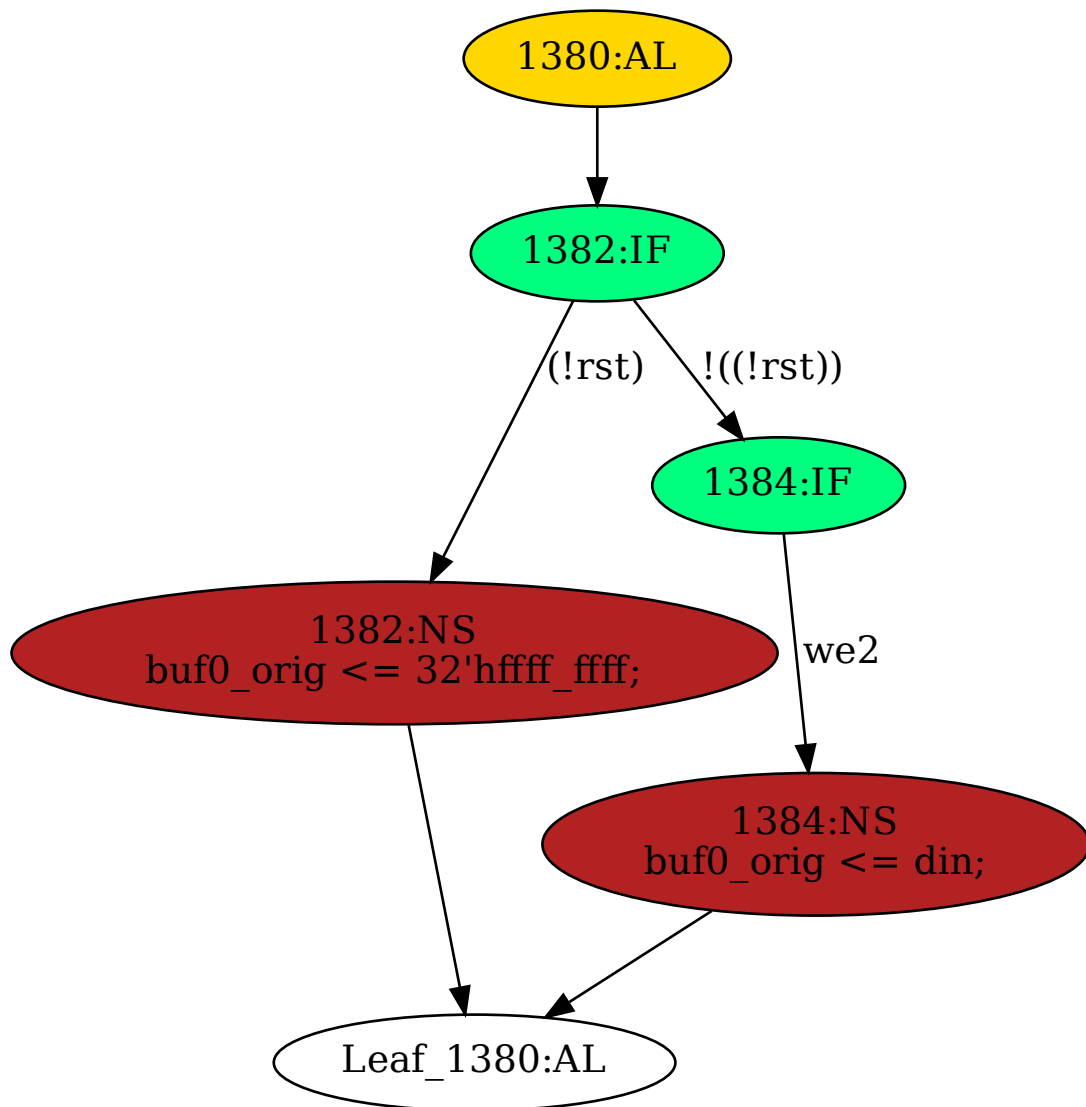 1380:AL
1382:IF
(!rst)
!((!rst))
1384:IF
1382:NS
buf0_orig <= 32'hffff_ffff;
we2
1384:NS
buf0_orig <= din;
Leaf_1380:AL